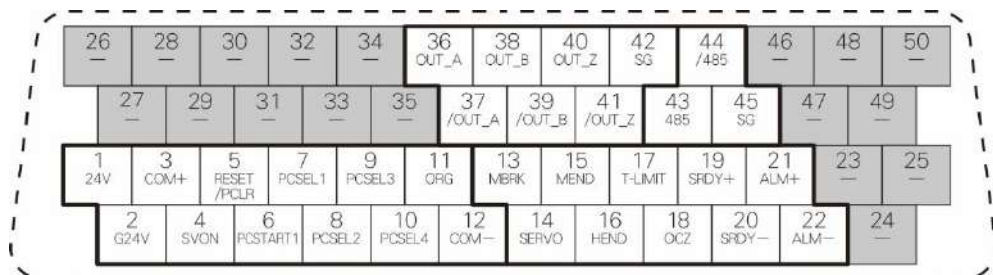 26 28 30 32 34 36 38 40 42 44 46 48 50
— — — — — OUT_A OUT_B OUT_Z SG /485 — — —
27 29 31 33 35 37 39 41 43 45 47 49
— — — — — /OUT_A /OUT_B /OUT_Z 485 SG — —
1 3 5 7 9 11 13 15 17 19 21 23 25
24V COM+ RESET /PCLR PCSEL1 PCSEL3 ORG MBRK MEND T-LIMIT SRDY+ ALM+ — —
2 4 6 8 10 12 14 16 18 20 22 24
G24V SVON PCSTART1 PCSEL2 PCSEL4 COM— SERVO HEND OCZ SRDY— ALM— —